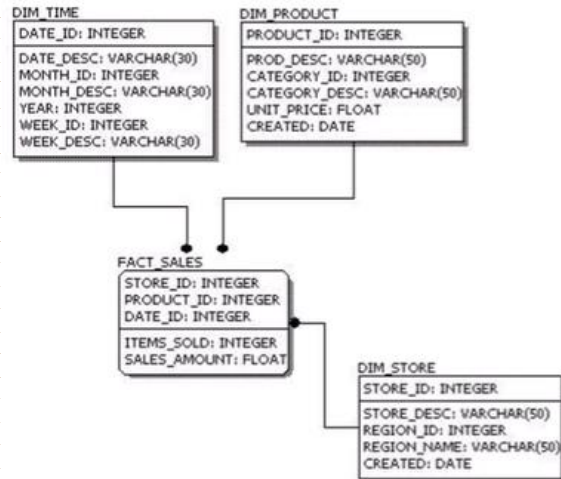 DIM_TIME
DATE_ID: INTEGER
DATE_DESC: VARCHAR(30)
MONTH_ID: INTEGER
MONTH_DESC: VARCHAR(30)
YEAR: INTEGER
WEEK_ID: INTEGER
WEEK_DESC: VARCHAR(30)
DIM_PRODUCT
PRODUCT_ID: INTEGER
PROD_DESC: VARCHAR(50)
CATEGORY_ID: INTEGER
CATEGORY_DESC: VARCHAR(50)
UNIT_PRICE: FLOAT
CREATED: DATE
FACT_SALES
STORE_ID: INTEGER
PRODUCT_ID: INTEGER
DATE_ID: INTEGER
ITEMS_SOLD: INTEGER
SALES_AMOUNT: FLOAT
DIM_STORE
STORE_ID: INTEGER
STORE_DESC: VARCHAR(50)
REGION_ID: INTEGER
REGION_NAME: VARCHAR(50)
CREATED: DATE